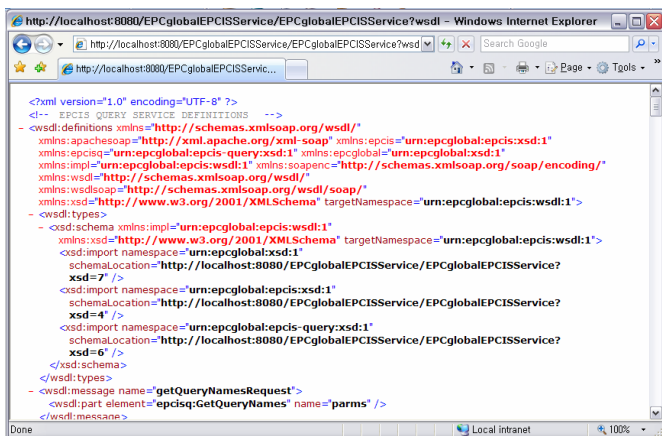 http://localhost:8080/EPCglobalEPCISService/EPCglobalEPCISService?wsdl - Windows Internet Explorer
http://localhost:8080/EPCglobalEPCISService/EPCglobalEPCISService?wsd
Search Google
http://localhost:8080/EPCglobalEPCISServic...
Page
Tools
<?xml version="1.0" encoding="UTF-8" ?>
<!-- EPCIS QUERY SERVICE DEFINITIONS -->
- <wsdl:definitions xmlns="http://schemas.xmlsoap.org/wsdl/"
xmlns:apachesoap="http://xml.apache.org/xml-soap" xmlns:epcis="urn:epcglobal:epcis:xsd:1"
xmlns:epcisq="urn:epcglobal:epcis-query:xsd:1" xmlns:epcglobal="urn:epcglobal:xsd:1"
xmlns:impl="urn:epcglobal:epcis:wsdl:1" xmlns:soapenc="http://schemas.xmlsoap.org/soap/encoding/"
xmlns:wsdl="http://schemas.xmlsoap.org/wsdl/"
xmlns:wsdlsoap="http://schemas.xmlsoap.org/wsdl/soap/"
xmlns:xsd="http://www.w3.org/2001/XMLSchema" targetNamespace="urn:epcglobal:epcis:wsdl:1">
- <wsdl:types>
- <xsd:schema xmlns:impl="urn:epcglobal:epcis:wsdl:1"
xmlns:xsd="http://www.w3.org/2001/XMLSchema" targetNamespace="urn:epcglobal:epcis:wsdl:1">
<xsd:import namespace="urn:epcglobal:xsd:1"
schemaLocation="http://localhost:8080/EPCglobalEPCISService/EPCglobalEPCISService?
xsd=7" />
<xsd:import namespace="urn:epcglobal:epcis:xsd:1"
schemaLocation="http://localhost:8080/EPCglobalEPCISService/EPCglobalEPCISService?
xsd=4" />
<xsd:import namespace="urn:epcglobal:epcis-query:xsd:1"
schemaLocation="http://localhost:8080/EPCglobalEPCISService/EPCglobalEPCISService?
xsd=6" />
</xsd:schema>
</wsdl:types>
- <wsdl:message name="getQueryNamesRequest">
<wsdl:part element="epcisq:GetQueryNames" name="parms" />
</wsdl:message>
Done
Local intranet
100%